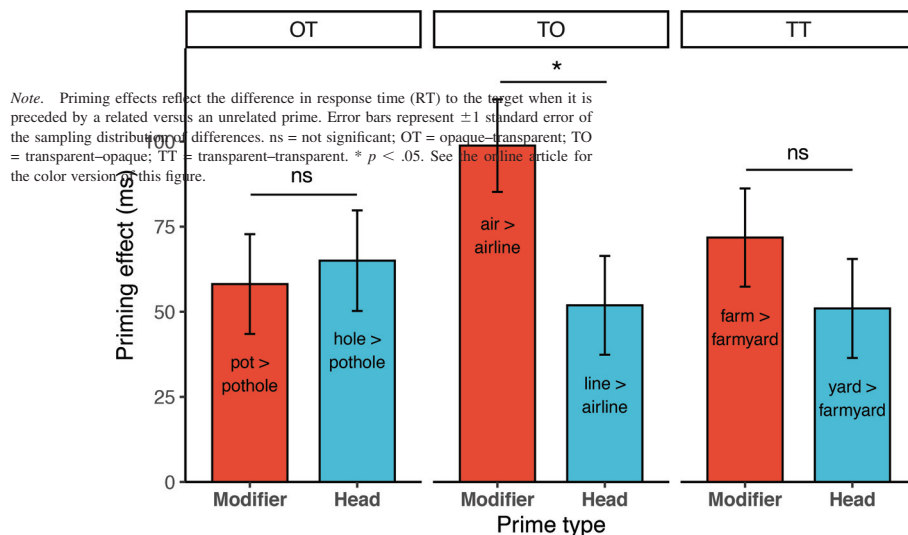 OT TO TT
*
Note. Priming effects reflect the difference in response time (RT) to the target when it is
preceded by a related versus an unrelated prime. Error bars represent ±1 standard error of
the sampling distribution of differences. ns = not significant; OT = opaque–transparent; TO
= transparent–opaque; TT = transparent–transparent. * p < .05. See the online article for
the color version of this figure.
ns ns
Priming effect (ms)
100
75
50
25
0
pot >
pothole
hole >
pothole
air >
airline
line >
airline
farm >
farmyard
yard >
farmyard
Modifier Head Modifier Head Modifier Head
Prime type